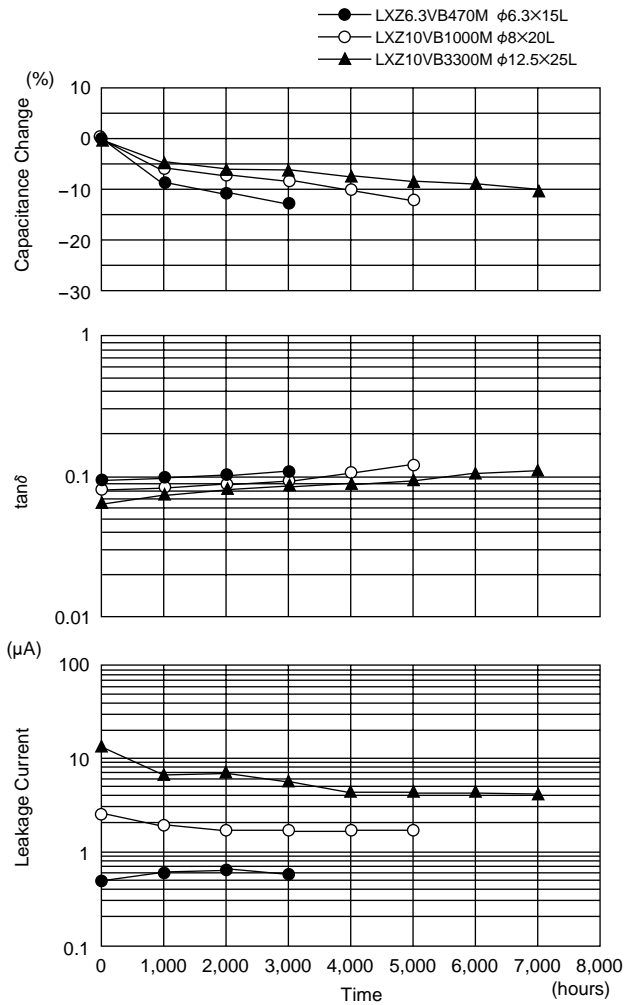 LXZ6.3VB470M φ6.3×15L
LXZ10VB1000M φ8×20L
LXZ10VB3300M φ12.5×25L
(%)
10
0
−10
−20
−30
Capacitance Change
1
0.1
0.01
tanδ
(μA)
100
10
1
0.1
Leakage Current
0 1,000 2,000 3,000 4,000 5,000 6,000 7,000 8,000
Time (hours)